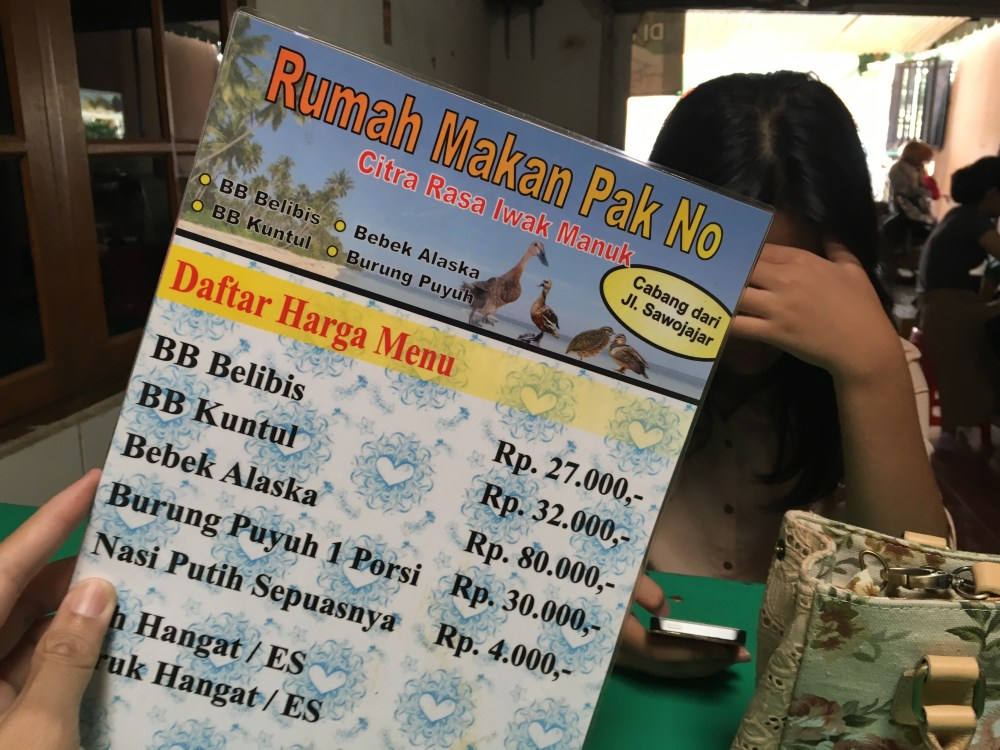 Rumah Makan Pak No
Citra Rasa Iwak Manuk
BB Belibis
BB Kuntul
Bebek Alaska
Burung Puyuh
Cabang dari
Jl. Sawojajar
Daftar Harga Menu
BB Belibis Rp. 27.000,-
BB Kuntul Rp. 32.000,-
Bebek Alaska Rp. 80.000,-
Burung Puyuh 1 Porsi Rp. 30.000,-
Nasi Putih Sepuasnya Rp. 4.000,-
Hangat / ES
Hangat / ES